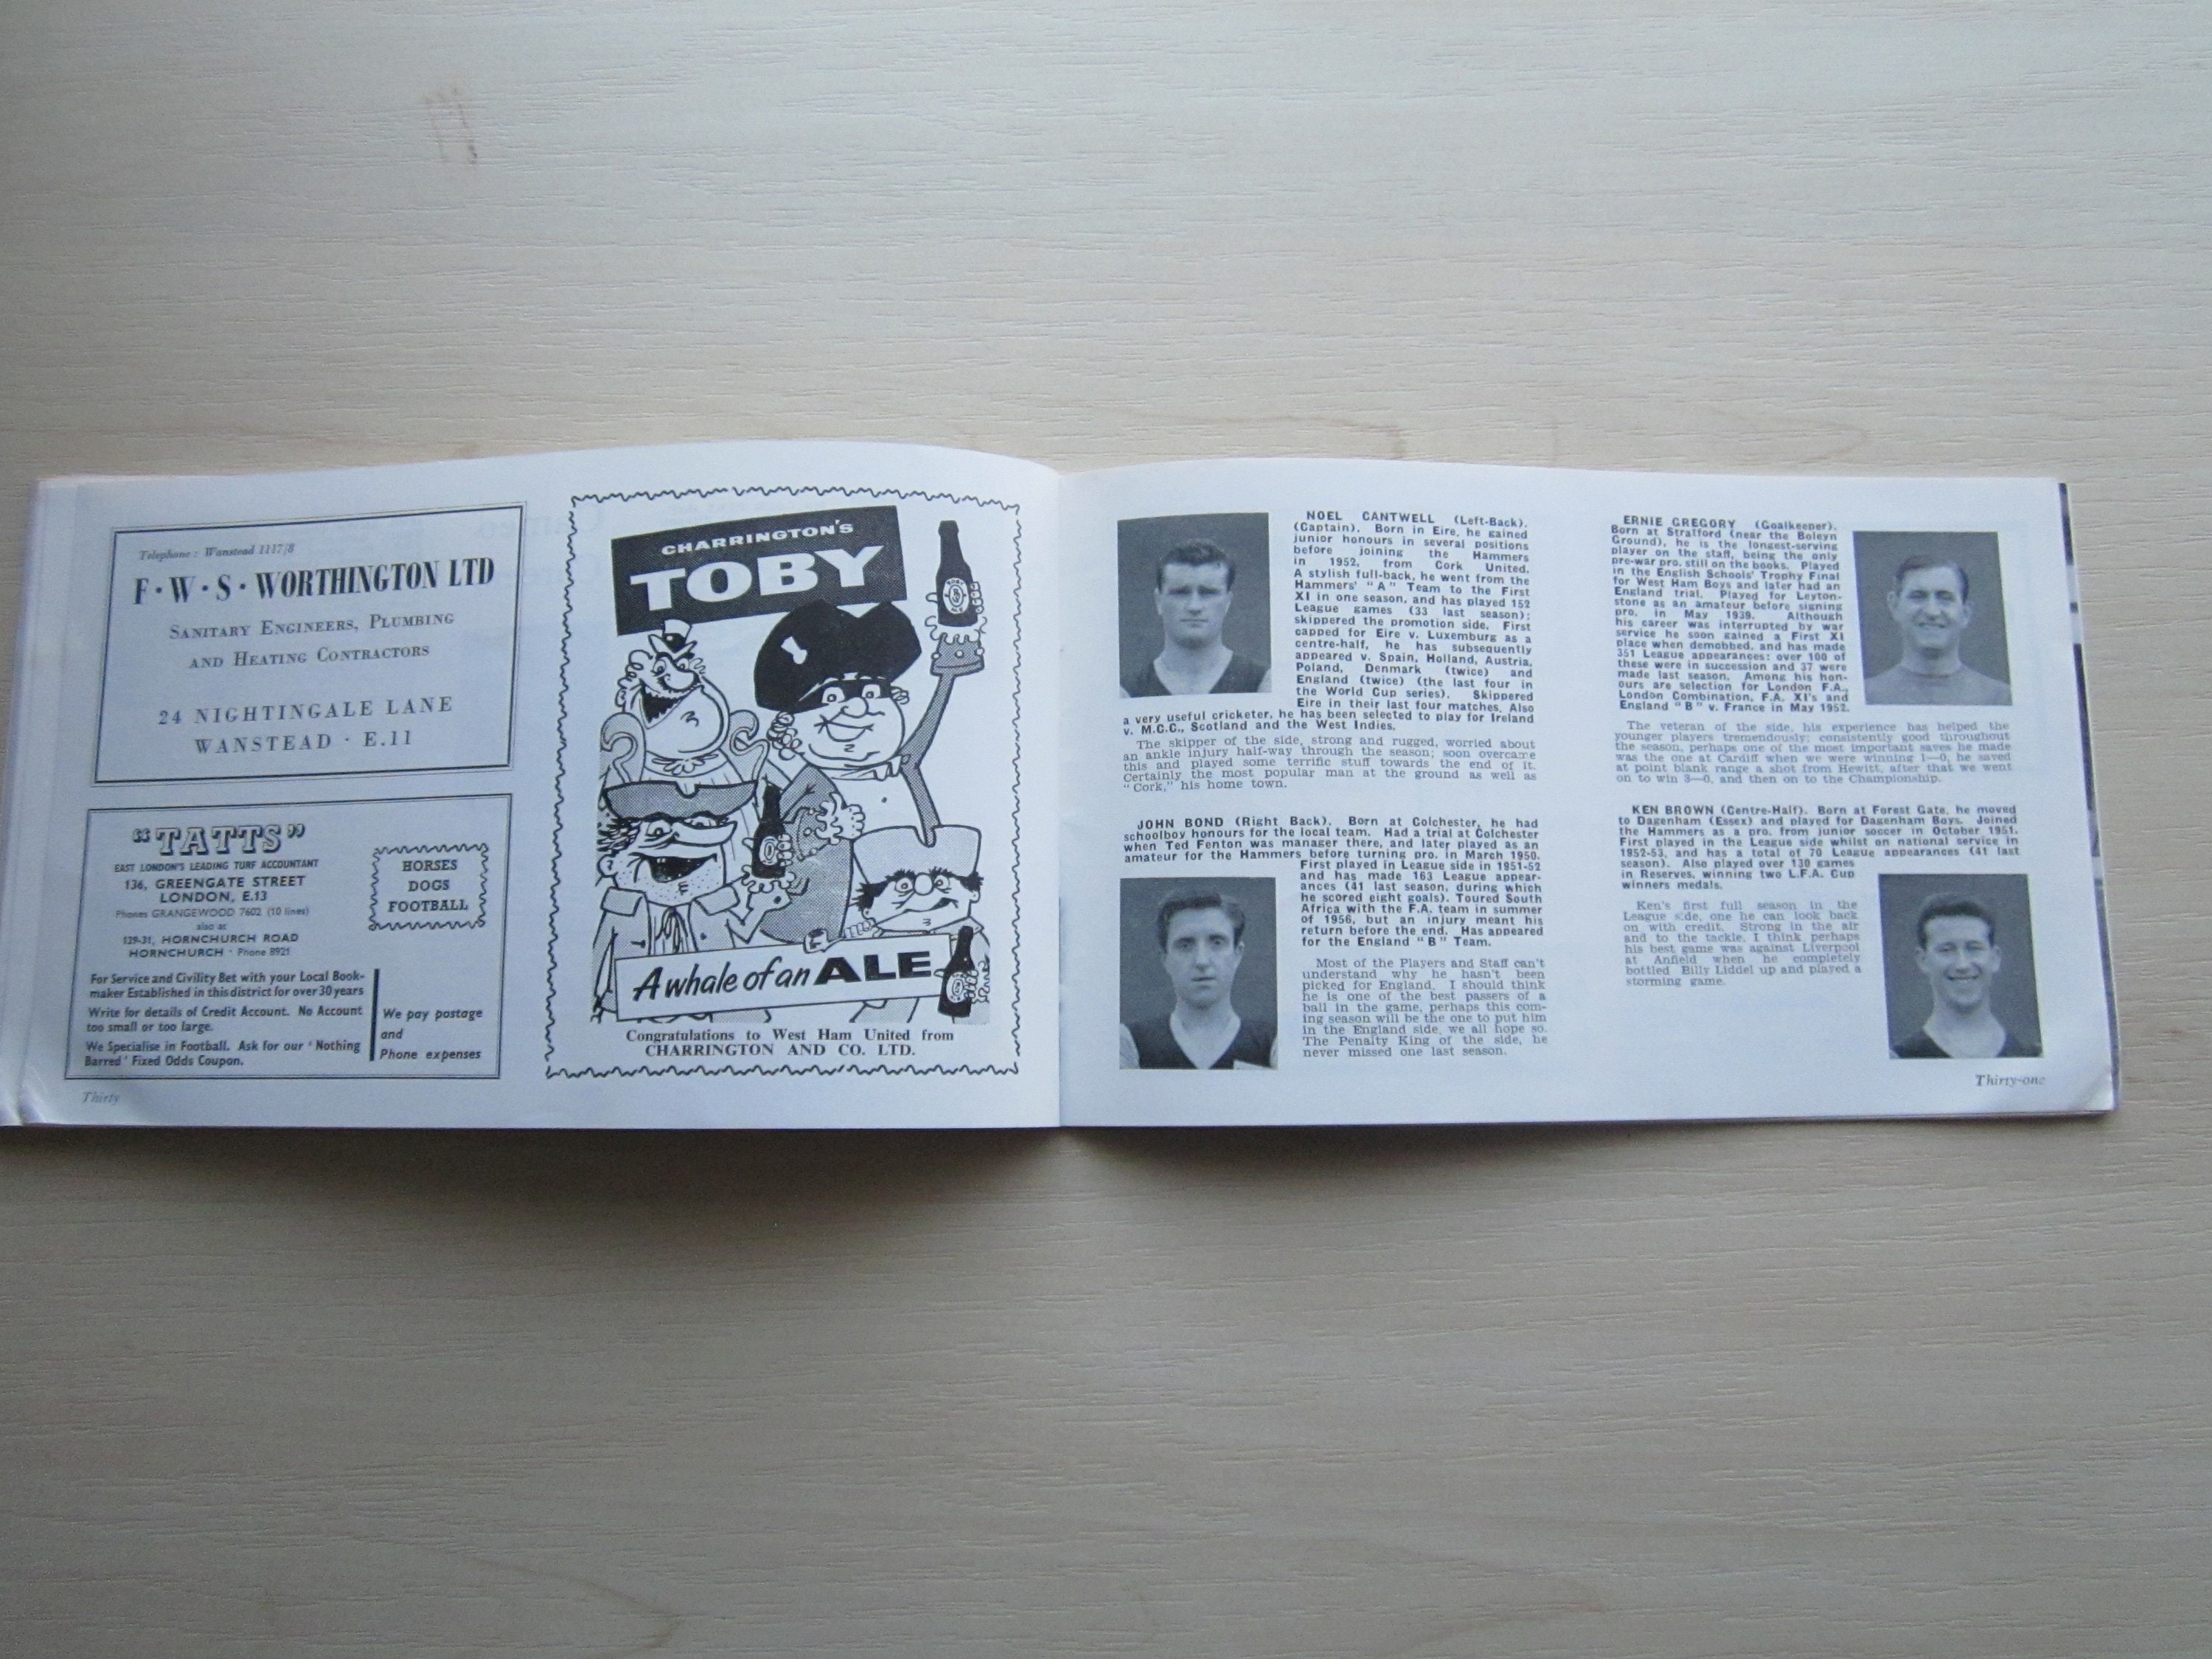 Telephone : Wanstead 1117/8
F · W · S · WORTHINGTON LTD
SANITARY ENGINEERS, PLUMBING
AND HEATING CONTRACTORS
24 NIGHTINGALE LANE
WANSTEAD · E.11
"TATTS"
EAST LONDON'S LEADING TURF ACCOUNTANT
136, GREENGATE STREET
LONDON, E.13
Phones GRANGEWOOD 7602 (10 lines)
also at
129-31, HORNCHURCH ROAD
HORNCHURCH · Phone 8921
HORSES
DOGS
FOOTBALL
For Service and Civility Bet with your Local Book-
maker Established in this district for over 30 years
Write for details of Credit Account. No Account
too small or too large.
We Specialise in Football. Ask for our 'Nothing
Barred' Fixed Odds Coupon.
We pay postage
and
Phone expenses
Thirty
CHARRINGTON'S
TOBY
A whale of an ALE
Congratulations to West Ham United from
CHARRINGTON AND CO. LTD.
NOEL CANTWELL (Left-Back).
(Captain). Born in Eire, he gained
junior honours in several positions
before joining the Hammers
in 1952, from Cork United.
A stylish full-back, he went from the
Hammers' "A" Team to the First
XI in one season, and has played 152
League games (33 last season);
skippered the promotion side. First
capped for Eire v. Luxemburg as a
centre-half, he has subsequently
appeared v. Spain, Holland, Austria,
Poland, Denmark (twice) and
England (twice) (the last four in
the World Cup series). Skippered
Eire in their last four matches. Also
a very useful cricketer, he has been selected to play for Ireland
v. M.C.C., Scotland and the West Indies.
The skipper of the side, strong and rugged, worried about
an ankle injury half-way through the season; soon overcame
this and played some terrific stuff towards the end of it.
Certainly the most popular man at the ground as well as
"Cork," his home town.
JOHN BOND (Right Back). Born at Colchester, he had
schoolboy honours for the local team. Had a trial at Colchester
when Ted Fenton was manager there, and later played as an
amateur for the Hammers before turning pro. in March 1950.
First played in League side in 1951-52
and has made 163 League appear-
ances (41 last season, during which
he scored eight goals). Toured South
Africa with the F.A. team in summer
of 1956, but an injury meant his
return before the end. Has appeared
for the England "B" Team.
Most of the Players and Staff can't
understand why he hasn't been
picked for England. I should think
he is one of the best passers of a
ball in the game, perhaps this com-
ing season will be the one to put him
in the England side, we all hope so.
The Penalty King of the side, he
never missed one last season.
ERNIE GREGORY (Goalkeeper).
Born at Stratford (near the Boleyn
Ground), he is the longest-serving
player on the staff, being the only
pre-war pro. still on the books. Played
in the English Schools' Trophy Final
for West Ham Boys and later had an
England trial. Played for Leyton-
stone as an amateur before signing
pro. in May 1939. Although
his career was interrupted by war
service he soon gained a First XI
place when demobbed, and has made
351 League appearances; over 100 of
these were in succession and 37 were
made last season. Among his hon-
ours are selection for London F.A.,
London Combination, F.A. XI's and
England "B" v. France in May 1952.
The veteran of the side, his experience has helped the
younger players tremendously; consistently good throughout
the season, perhaps one of the most important saves he made
was the one at Cardiff when we were winning 1—0, he saved
at point blank range a shot from Hewitt, after that we went
on to win 3—0, and then on to the Championship.
KEN BROWN (Centre-Half). Born at Forest Gate, he moved
to Dagenham (Essex) and played for Dagenham Boys. Joined
the Hammers as a pro. from junior soccer in October 1951.
First played in the League side whilst on national service in
1952-53, and has a total of 70 League appearances (41 last
season). Also played over 130 games
in Reserves, winning two L.F.A. Cup
winners medals.
Ken's first full season in the
League side, one he can look back
on with credit. Strong in the air
and to the tackle, I think perhaps
his best game was against Liverpool
at Anfield when he completely
bottled Billy Liddel up and played a
storming game.
Thirty-one